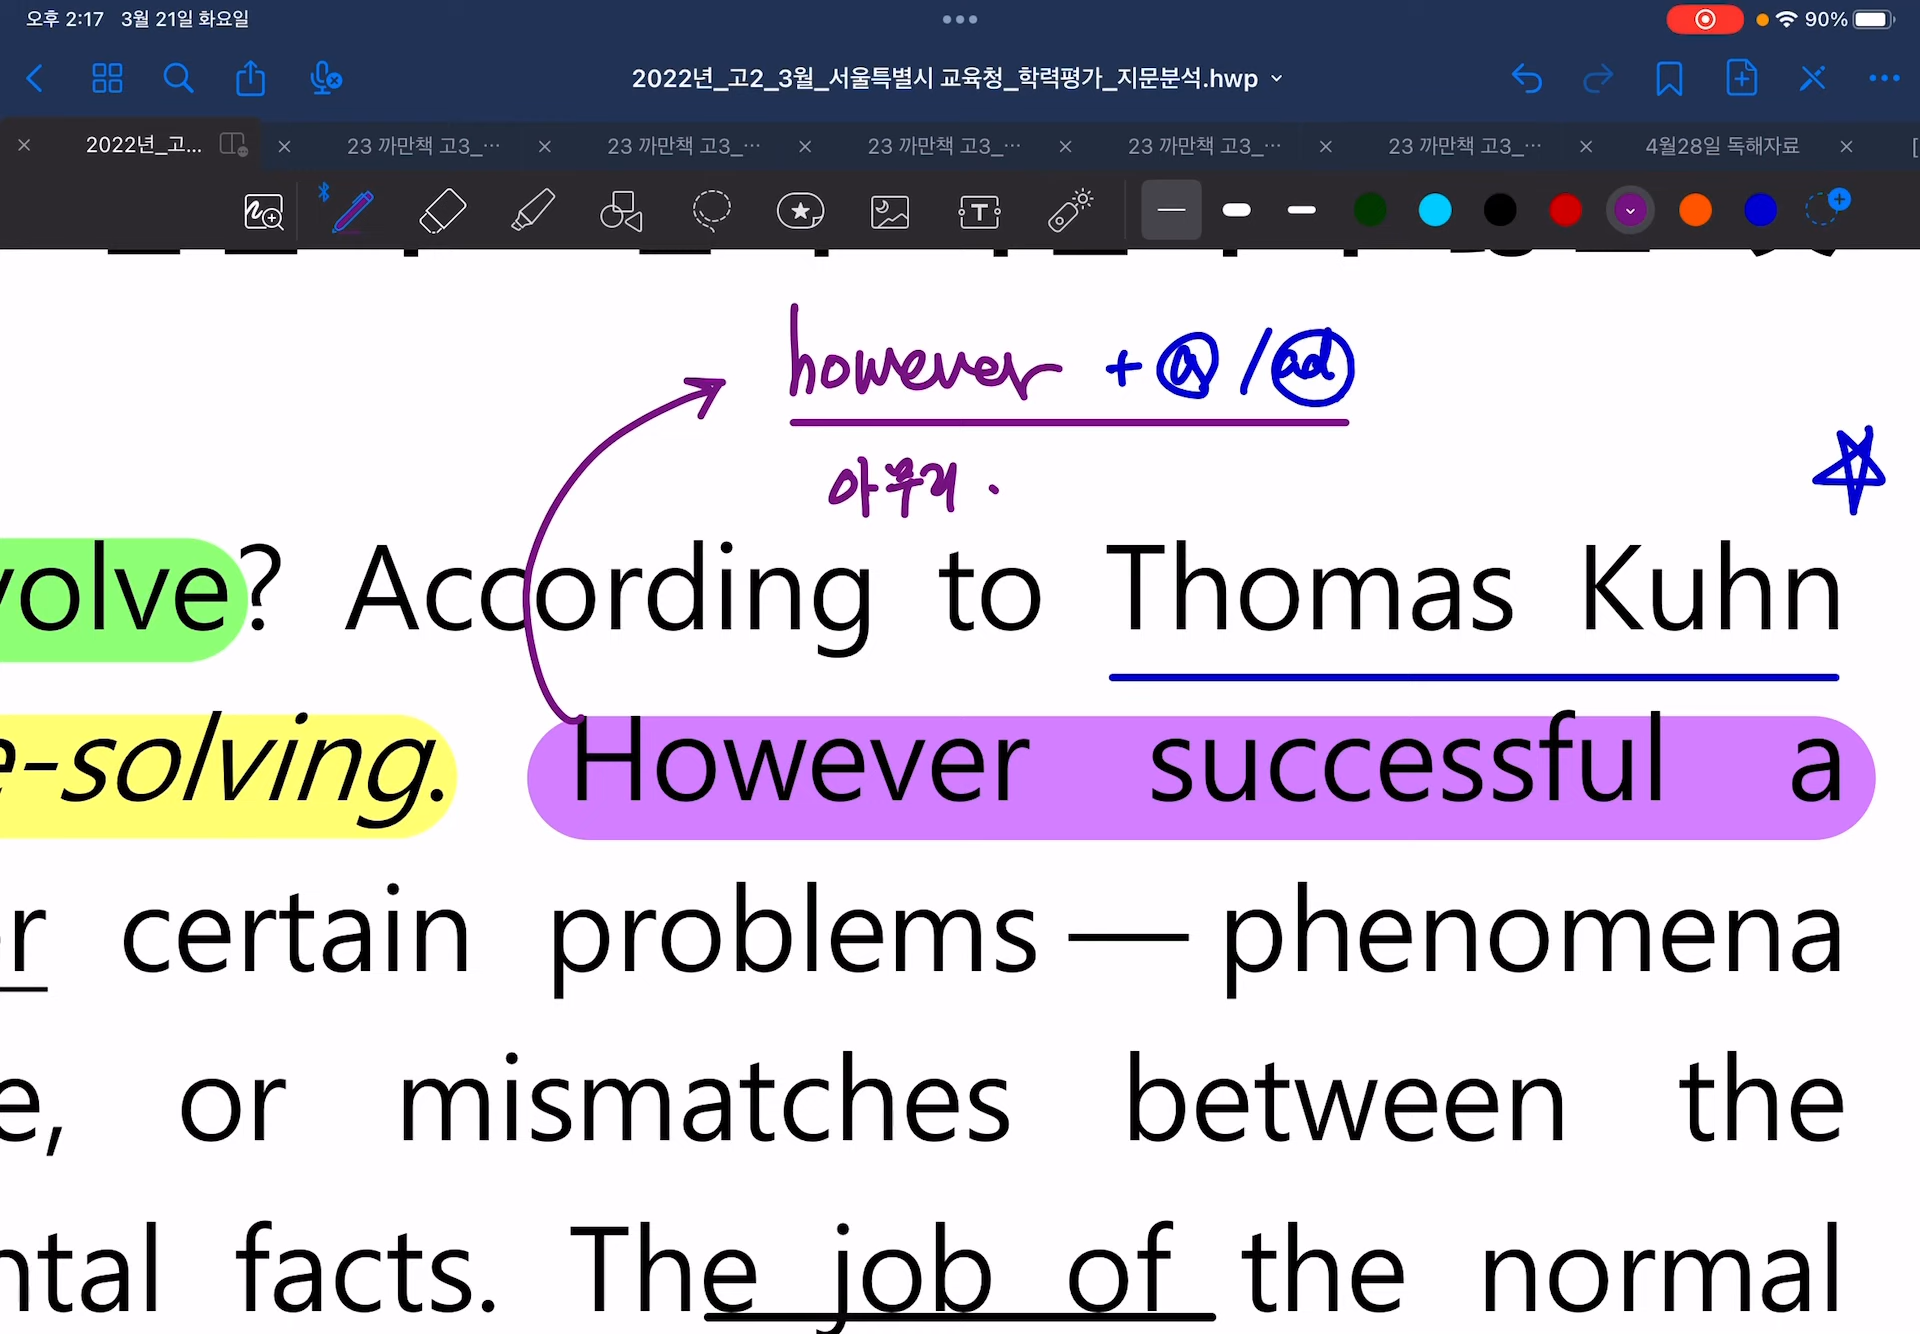 오후 2:17 3월 21일 화요일 90%
2022년_고2_3월_서울특별시 교육청_학력평가_지문분석.hwp
2022년_고... 23 까만책 고3_... 23 까만책 고3_... 23 까만책 고3_... 23 까만책 고3_... 23 까만책 고3_... 4월28일 독해자료
however + a / ad
아무리 .
volve? According to Thomas Kuhn
e-solving. However successful a
or certain problems — phenomena
e, or mismatches between the
ntal facts. The job of the normal